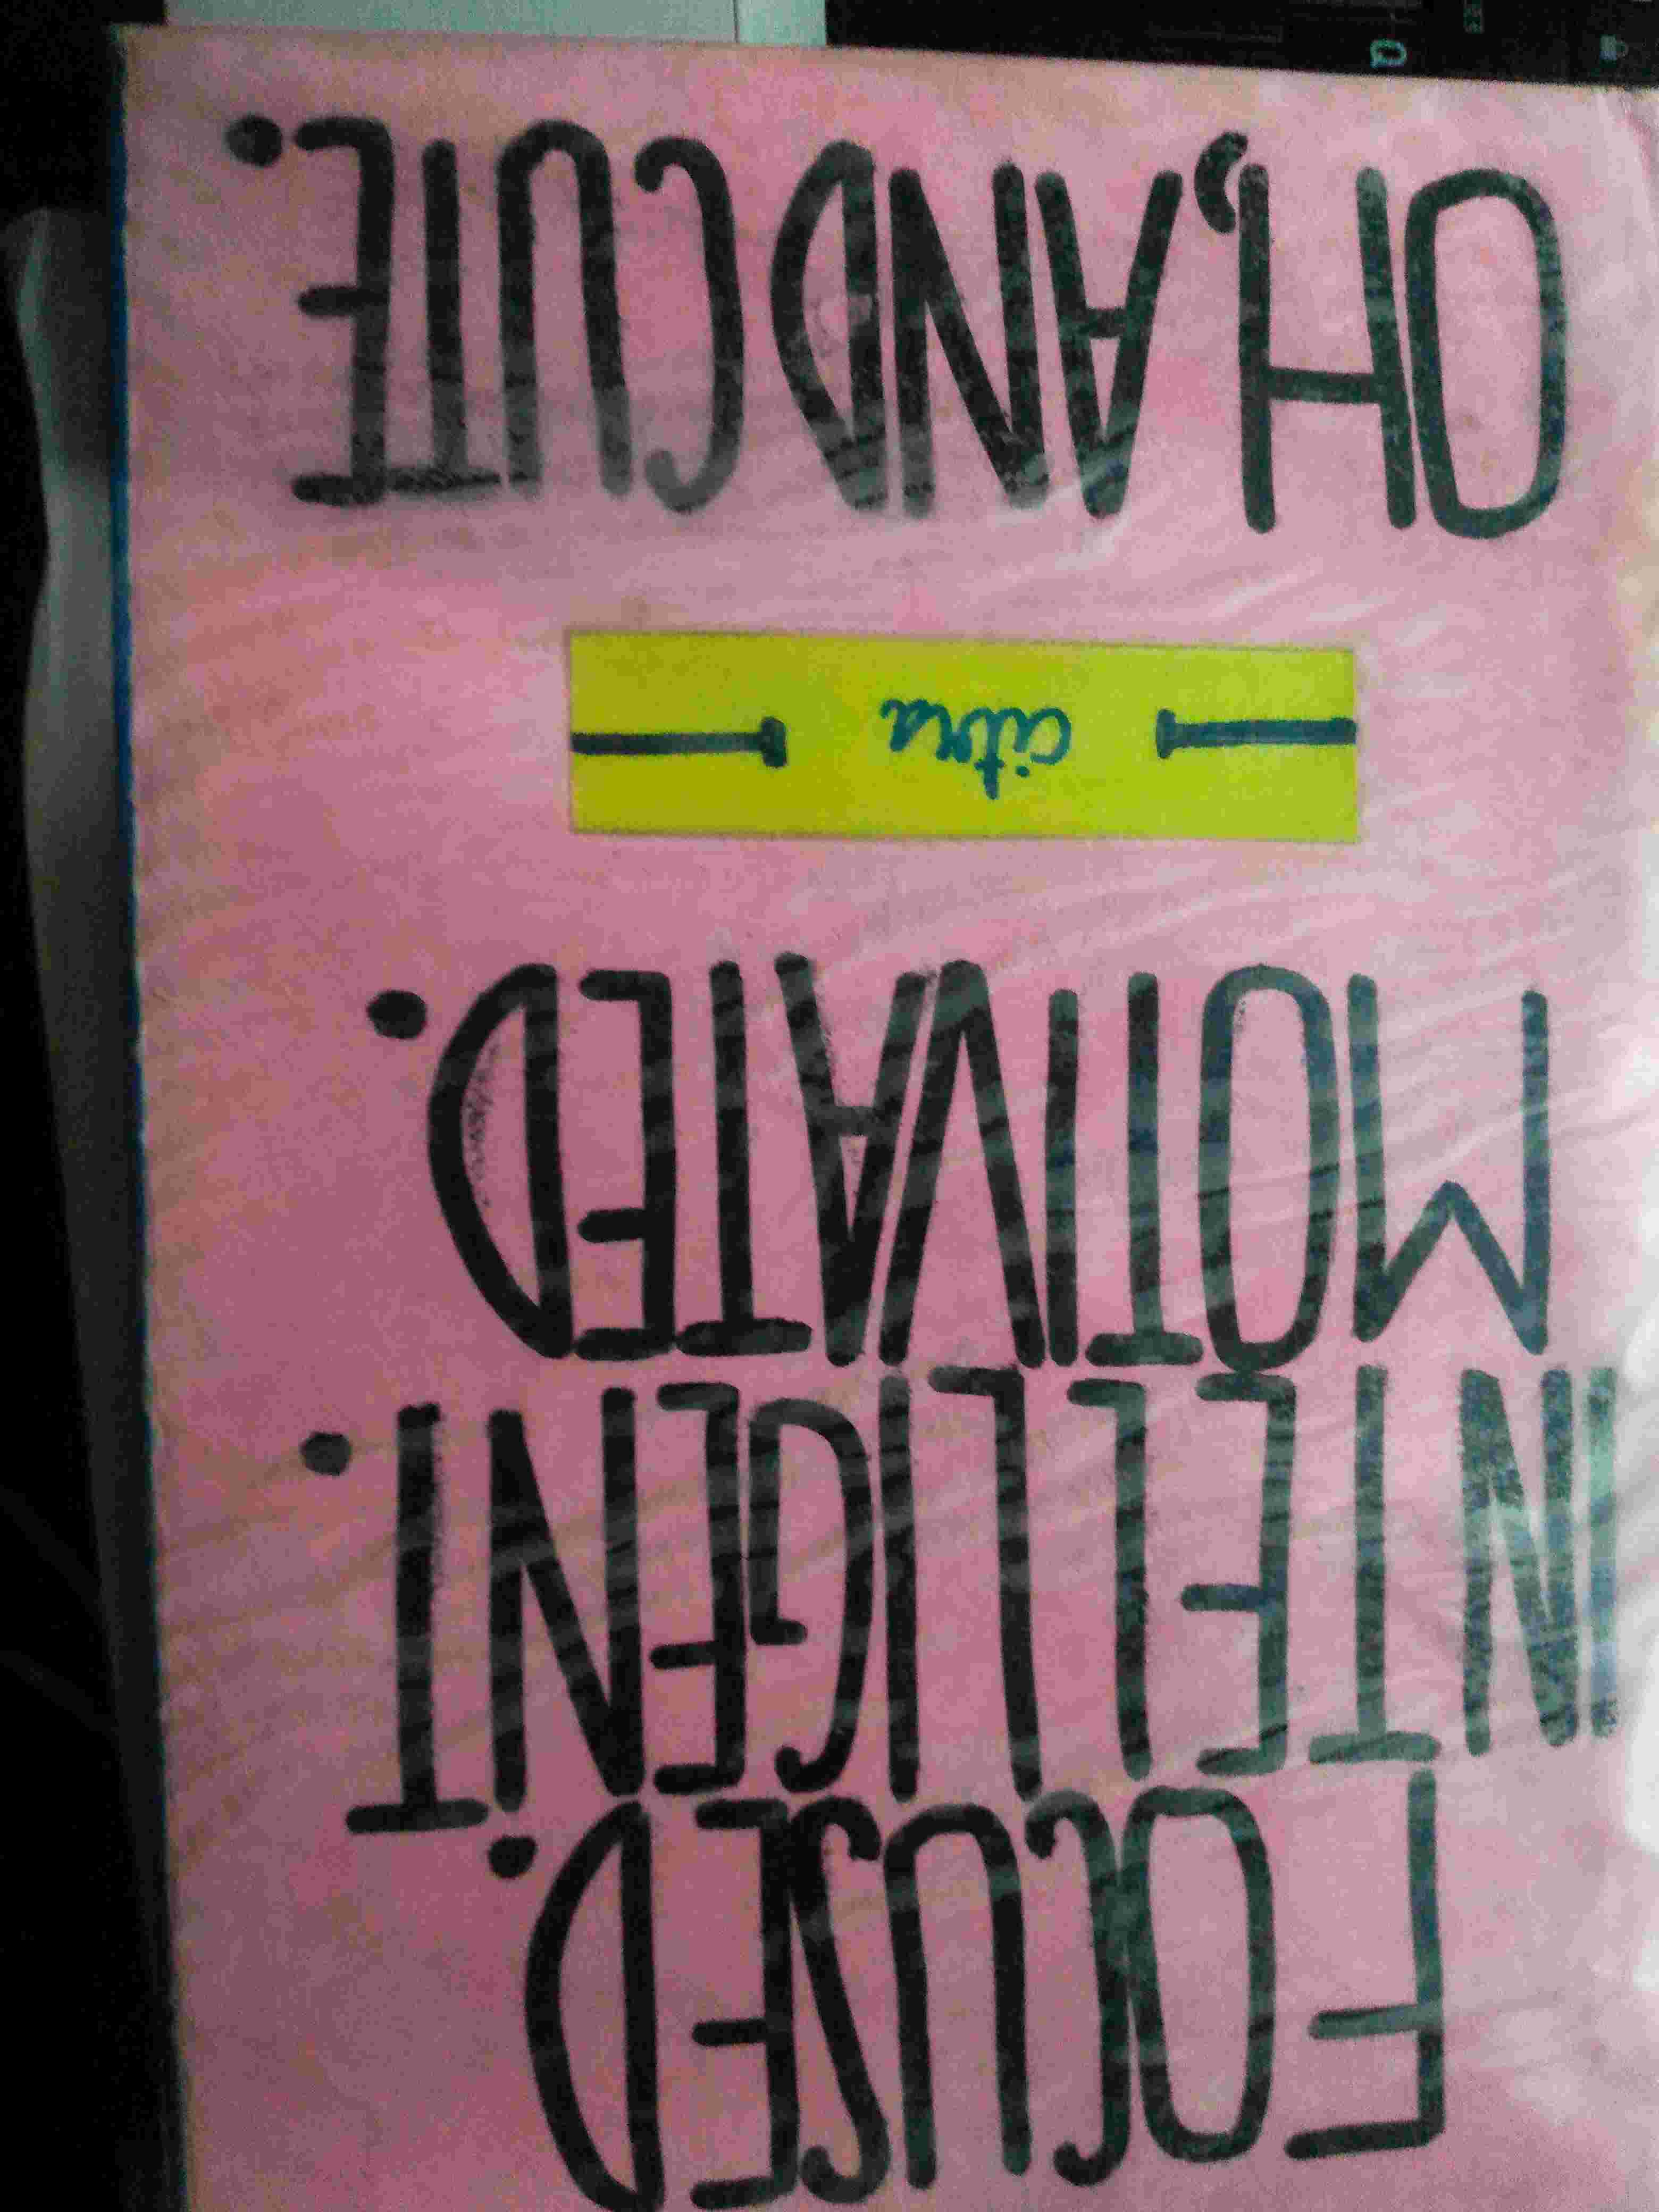 FOCUSED.
INTELLIGENT.
MOTIVATED.
citra
OH, AND CUTE.